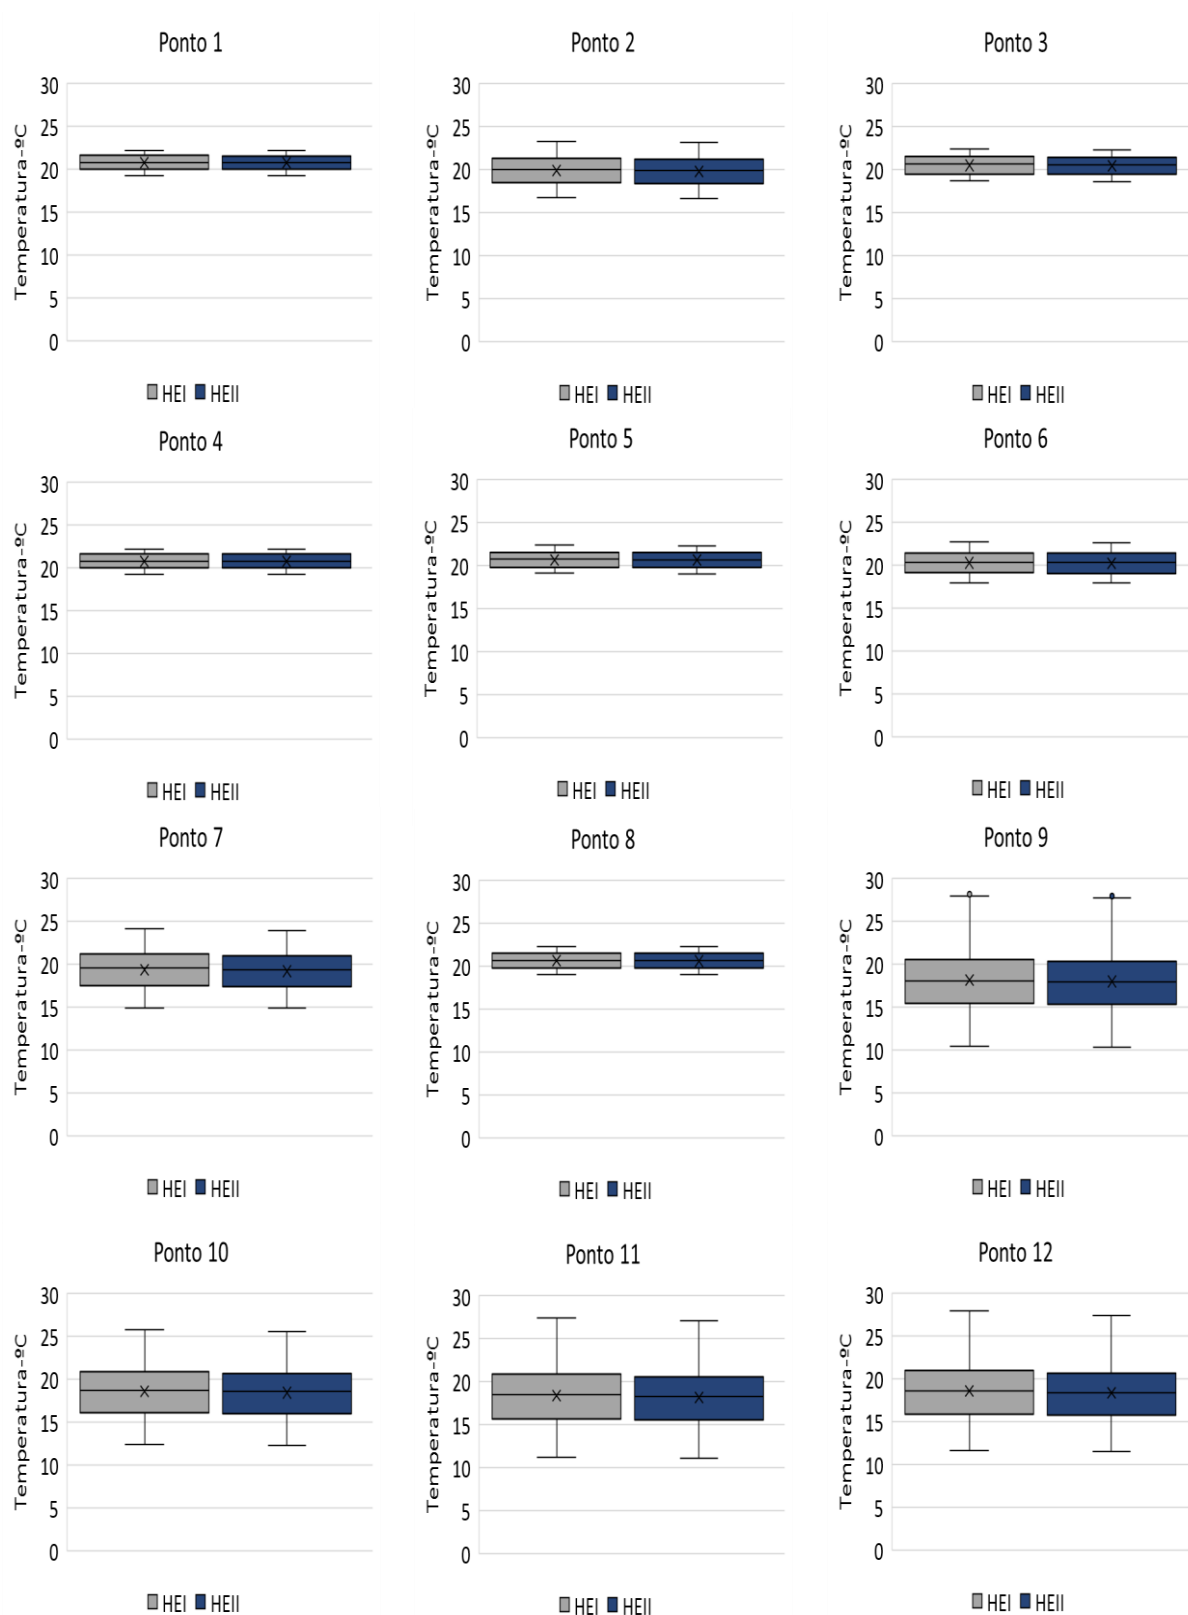 Ponto 1
Temperatura-ºC
30
25
20
15
10
5
0
HEI HEII
Ponto 2
Temperatura-ºC
30
25
20
15
10
5
0
HEI HEII
Ponto 3
Temperatura-ºC
30
25
20
15
10
5
0
HEI HEII
Ponto 4
Temperatura-ºC
30
25
20
15
10
5
0
HEI HEII
Ponto 5
Temperatura-ºC
30
25
20
15
10
5
0
HEI HEII
Ponto 6
Temperatura-ºC
30
25
20
15
10
5
0
HEI HEII
Ponto 7
Temperatura-ºC
30
25
20
15
10
5
0
HEI HEII
Ponto 8
Temperatura-ºC
30
25
20
15
10
5
0
HEI HEII
Ponto 9
Temperatura-ºC
30
25
20
15
10
5
0
HEI HEII
Ponto 10
Temperatura-ºC
30
25
20
15
10
5
0
HEI HEII
Ponto 11
Temperatura-ºC
30
25
20
15
10
5
0
HEI HEII
Ponto 12
Temperatura-ºC
30
25
20
15
10
5
0
HEI HEII